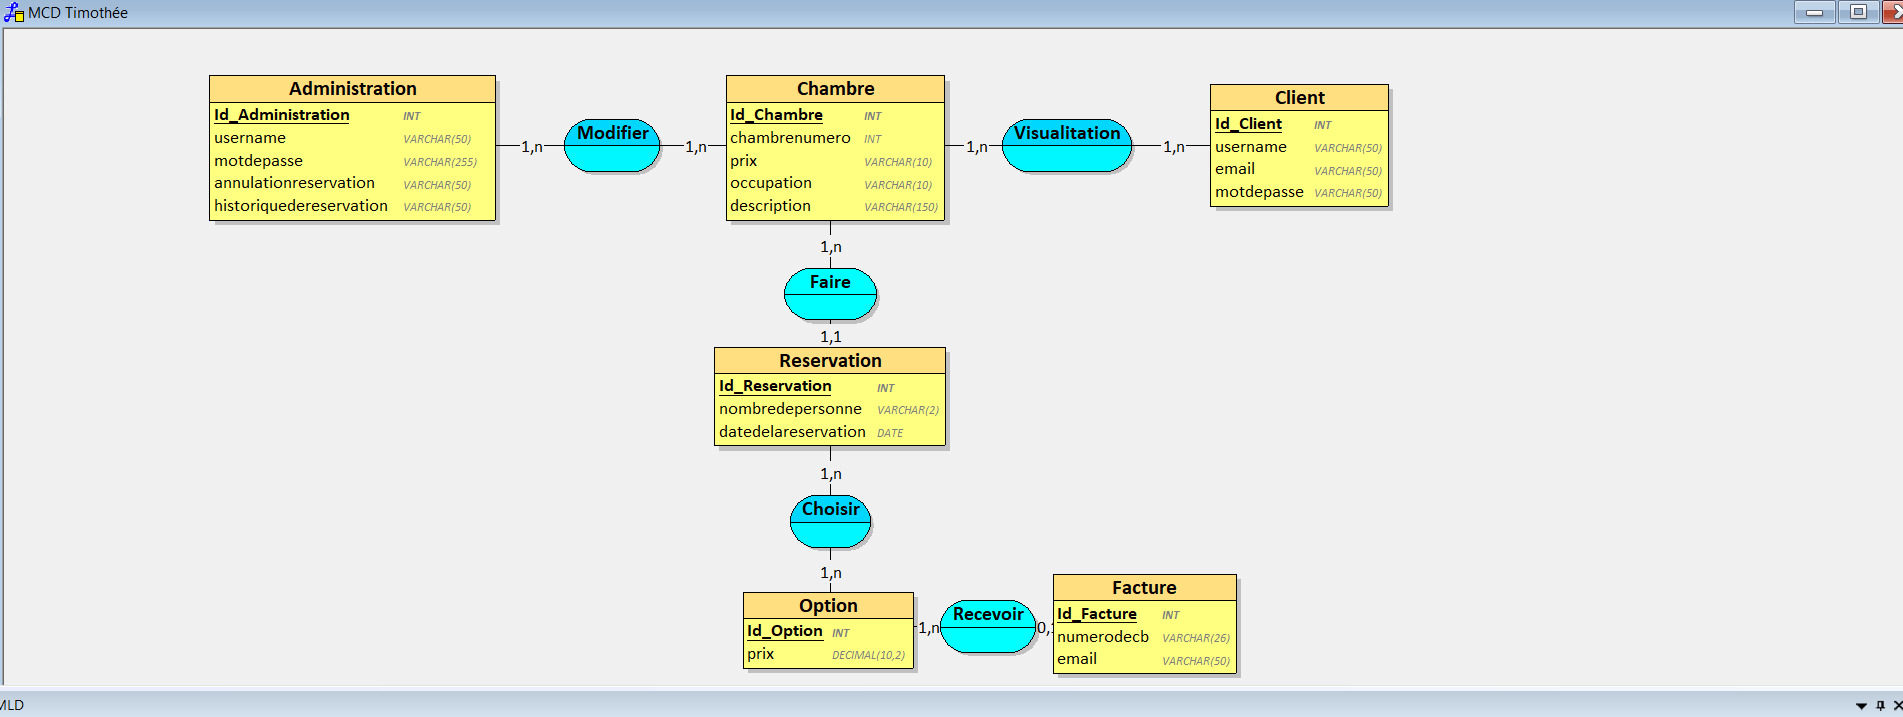 MCD Timothée
Administration
Id_Administration INT
username VARCHAR(50)
motdepasse VARCHAR(255)
annulationreservation VARCHAR(50)
historiquedereservation VARCHAR(50)
1,n
Modifier
1,n
Chambre
Id_Chambre INT
chambrenumero INT
prix VARCHAR(10)
occupation VARCHAR(10)
description VARCHAR(150)
1,n
Visualitation
1,n
Client
Id_Client INT
username VARCHAR(50)
email VARCHAR(50)
motdepasse VARCHAR(50)
1,n
Faire
1,1
Reservation
Id_Reservation INT
nombredepersonne VARCHAR(2)
datedelareservation DATE
1,n
Choisir
1,n
Option
Id_Option INT
prix DECIMAL(10,2)
1,n
Recevoir
0,
Facture
Id_Facture INT
numerodecb VARCHAR(26)
email VARCHAR(50)
MLD